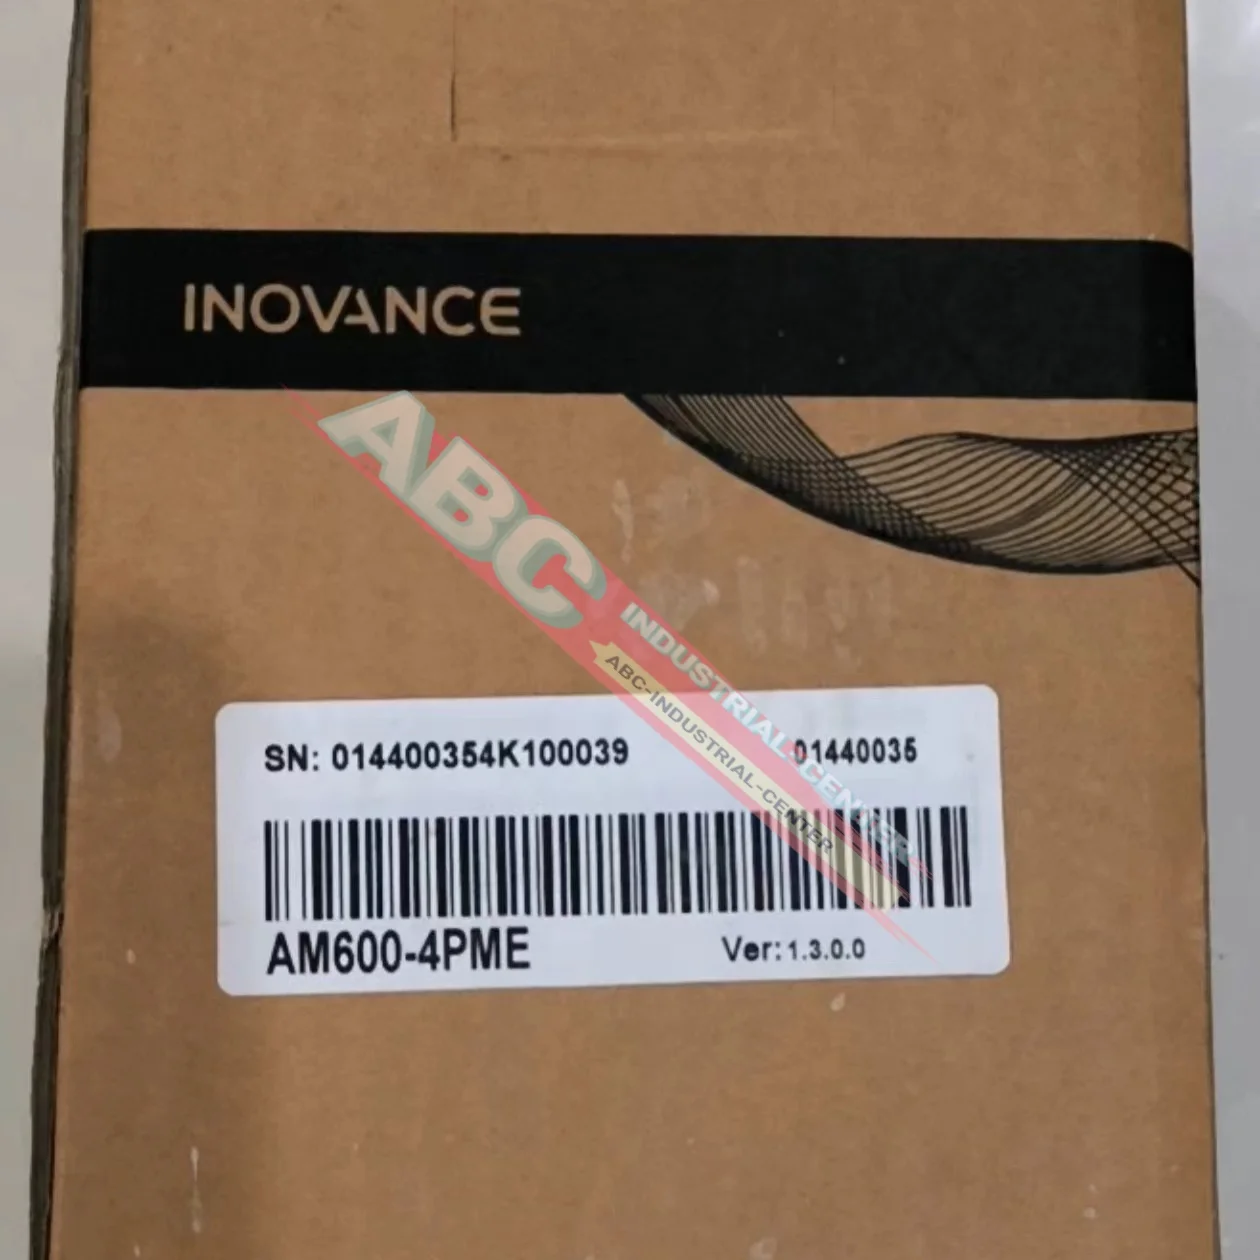 INOVANCE
ABC
INDUSTRIAL-CENTER
ABC-INDUSTRIAL-CENTER
SN: 014400354K100039 01440035
AM600-4PME Ver: 1.3.0.0